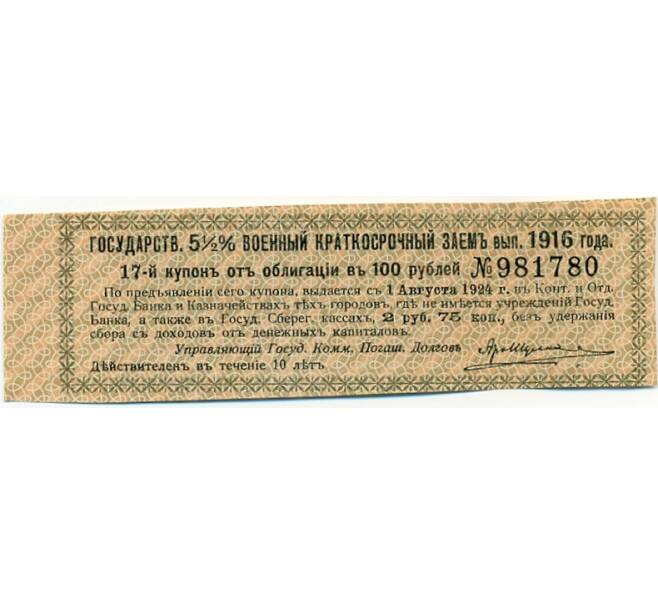 ГОСУДАРСТВ. 5½% ВОЕННЫЙ КРАТКОСРОЧНЫЙ ЗАЕМЪ вып. 1916 года.
17-й купонъ отъ облигаціи въ 100 рублей №981780
По предъявленіи сего купона, выдается съ 1 Августа 1924 г. въ Конт. и Отд.
Госуд. Банка и Казначействахъ тѣхъ городовъ, гдѣ не имѣется учрежденій Госуд.
Банка, а также въ Госуд. Сберег. кассахъ, 2 руб. 75 коп., безъ удержанія
сбора съ доходовъ отъ денежныхъ капиталовъ.
Управляющій Госуд. Комм. Погаш. Долговъ
Дѣйствителенъ въ теченіе 10 лѣтъ